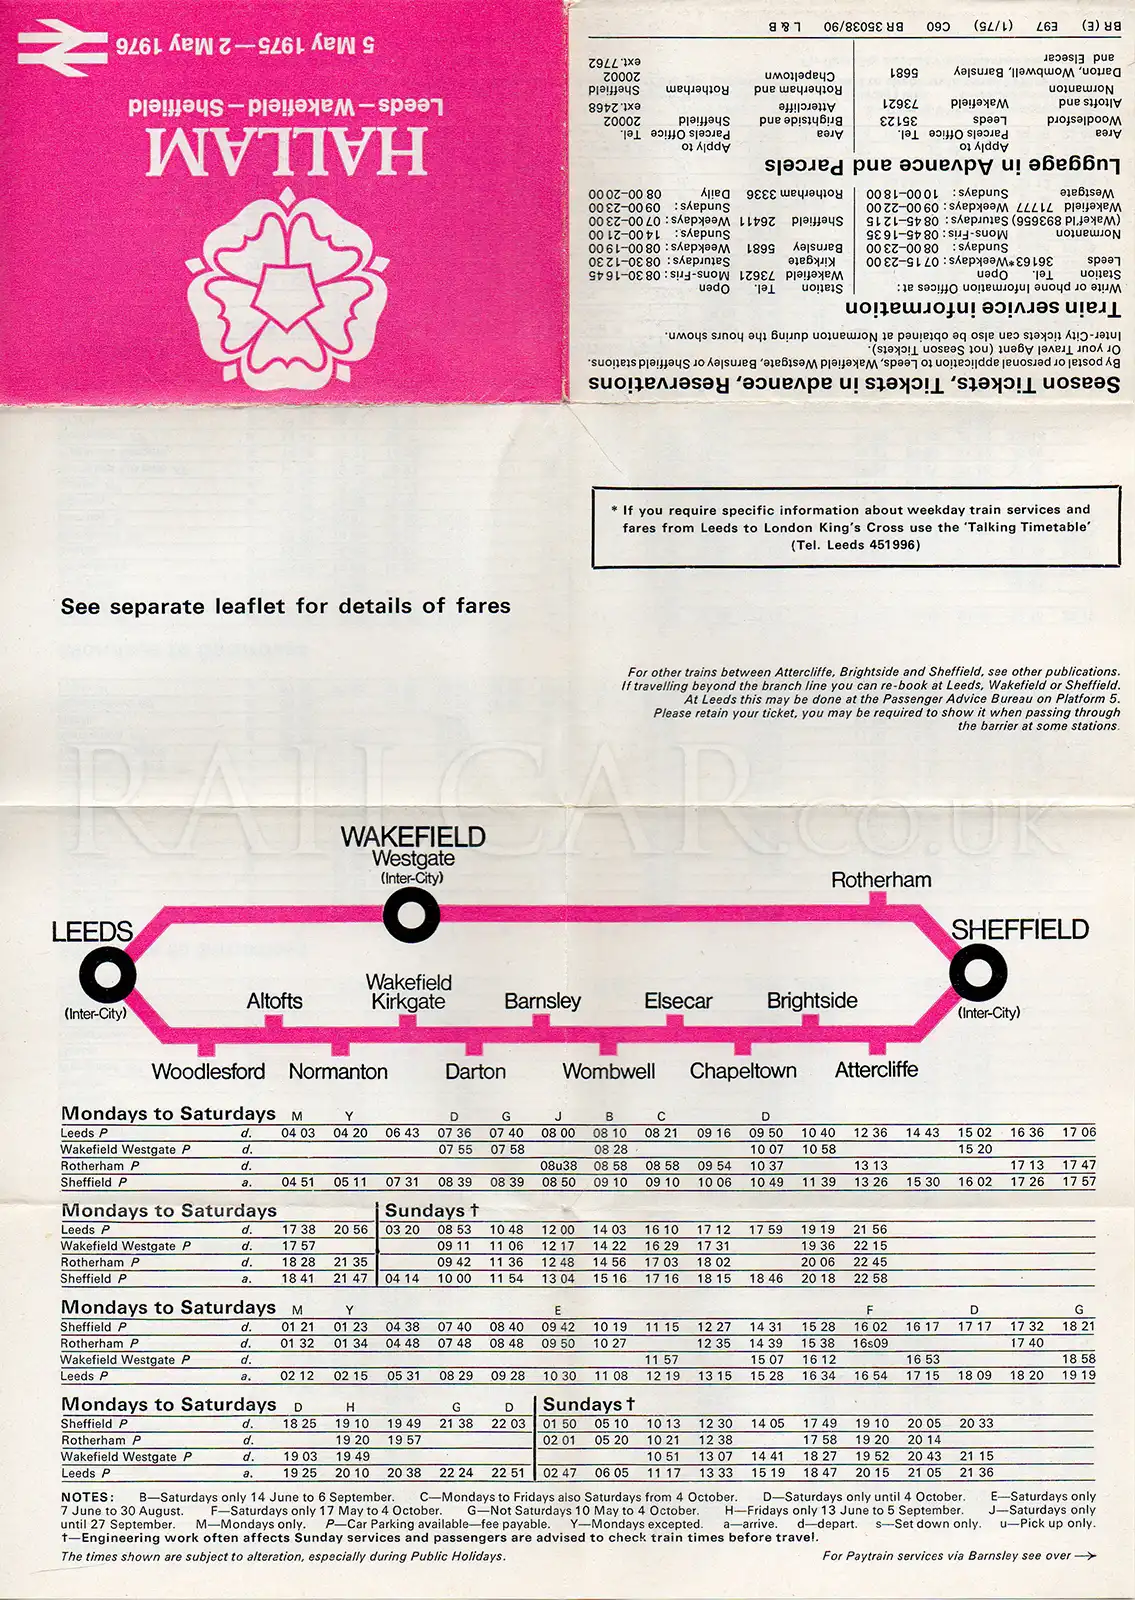 HALLAM
Leeds – Wakefield – Sheffield
5 May 1975 — 2 May 1976
Season Tickets, Tickets in advance, Reservations
By postal or personal application to Leeds, Wakefield Westgate, Barnsley or Sheffield stations.
Or your Travel Agent (not Season Tickets).
Inter-City tickets can also be obtained at Normanton during the hours shown.
Train service information
Write or phone Information Offices at:
Station Tel. Open
Leeds 36163* Weekdays: 07 15–23 00
Sundays: 08 00–23 00
Normanton Mons-Fris: 08 45–16 35
(Wakef'ld 893656) Saturdays: 08 45–12 15
Wakefield 71777 Weekdays: 09 00–22 00
Westgate Sundays: 10 00–18 00
Station Tel. Open
Wakefield 73621 Mons-Fris: 08 30–16 45
Kirkgate Saturdays: 08 30–12 30
Barnsley 5681 Weekdays: 08 00–19 00
Sundays: 14 00–21 00
Sheffield 26411 Weekdays: 07 00–23 00
Sundays: 09 00–23 00
Rotherham 3336 Daily 08 00–20 00
Luggage in Advance and Parcels
Apply to
Area Parcels Office Tel.
Woodlesford Leeds 35123
Altofts and Wakefield 73621
Normanton
Darton, Wombwell, Barnsley 5681
and Elsecar
Apply to
Area Parcels Office Tel.
Brightside and Sheffield 20002
Attercliffe ext. 2468
Rotherham and Rotherham Sheffield
Chapeltown 20002
ext. 7762
BR (E) E97 (1/75) C60 BR 35038/90 L & B
* If you require specific information about weekday train services and
fares from Leeds to London King's Cross use the 'Talking Timetable'
(Tel. Leeds 451996)
See separate leaflet for details of fares
For other trains between Attercliffe, Brightside and Sheffield, see other publications.
If travelling beyond the branch line you can re-book at Leeds, Wakefield or Sheffield.
At Leeds this may be done at the Passenger Advice Bureau on Platform 5.
Please retain your ticket, you may be required to show it when passing through
the barrier at some stations.
RAILCAR.co.uk
WAKEFIELD
Westgate
(Inter-City)
Rotherham
LEEDS
(Inter-City)
SHEFFIELD
(Inter-City)
Altofts
Wakefield
Kirkgate
Barnsley
Elsecar
Brightside
Woodlesford
Normanton
Darton
Wombwell
Chapeltown
Attercliffe
Mondays to Saturdays M Y D G J B C D
Leeds P d. 04 03 04 20 06 43 07 36 07 40 08 00 08 10 08 21 09 16 09 50 10 40 12 36 14 43 15 02 16 36 17 06
Wakefield Westgate P d. 07 55 07 58 08 28 10 07 10 58 15 20
Rotherham P d. 08u38 08 58 08 58 09 54 10 37 13 13 17 13 17 47
Sheffield P a. 04 51 05 11 07 31 08 39 08 39 08 50 09 10 09 10 10 06 10 49 11 39 13 26 15 30 16 02 17 26 17 57
Mondays to Saturdays Sundays †
Leeds P d. 17 38 20 56 03 20 08 53 10 48 12 00 14 03 16 10 17 12 17 59 19 19 21 56
Wakefield Westgate P d. 17 57 09 11 11 06 12 17 14 22 16 29 17 31 19 36 22 15
Rotherham P d. 18 28 21 35 09 42 11 36 12 48 14 56 17 03 18 02 20 06 22 45
Sheffield P a. 18 41 21 47 04 14 10 00 11 54 13 04 15 16 17 16 18 15 18 46 20 18 22 58
Mondays to Saturdays M Y E F D G
Sheffield P d. 01 21 01 23 04 38 07 40 08 40 09 42 10 19 11 15 12 27 14 31 15 28 16 02 16 17 17 17 17 32 18 21
Rotherham P d. 01 32 01 34 04 48 07 48 08 48 09 50 10 27 12 35 14 39 15 38 16s09 17 40
Wakefield Westgate P d. 11 57 15 07 16 12 16 53 18 58
Leeds P a. 02 12 02 15 05 31 08 29 09 28 10 30 11 08 12 19 13 15 15 28 16 34 16 54 17 15 18 09 18 20 19 19
Mondays to Saturdays D H G D Sundays †
Sheffield P d. 18 25 19 10 19 49 21 38 22 03 01 50 05 10 10 13 12 30 14 05 17 49 19 10 20 05 20 33
Rotherham P d. 19 20 19 57 02 01 05 20 10 21 12 38 17 58 19 20 20 14
Wakefield Westgate P d. 19 03 19 49 10 51 13 07 14 41 18 27 19 52 20 43 21 15
Leeds P a. 19 25 20 10 20 38 22 24 22 51 02 47 06 05 11 17 13 33 15 19 18 47 20 15 21 05 21 36
NOTES: B—Saturdays only 14 June to 6 September. C—Mondays to Fridays also Saturdays from 4 October. D—Saturdays only until 4 October. E—Saturdays only
7 June to 30 August. F—Saturdays only 17 May to 4 October. G—Not Saturdays 10 May to 4 October. H—Fridays only 13 June to 5 September. J—Saturdays only
until 27 September. M—Mondays only. P—Car Parking available—fee payable. Y—Mondays excepted. a—arrive. d—depart. s—Set down only. u—Pick up only.
†—Engineering work often affects Sunday services and passengers are advised to check train times before travel.
The times shown are subject to alteration, especially during Public Holidays.
For Paytrain services via Barnsley see over →